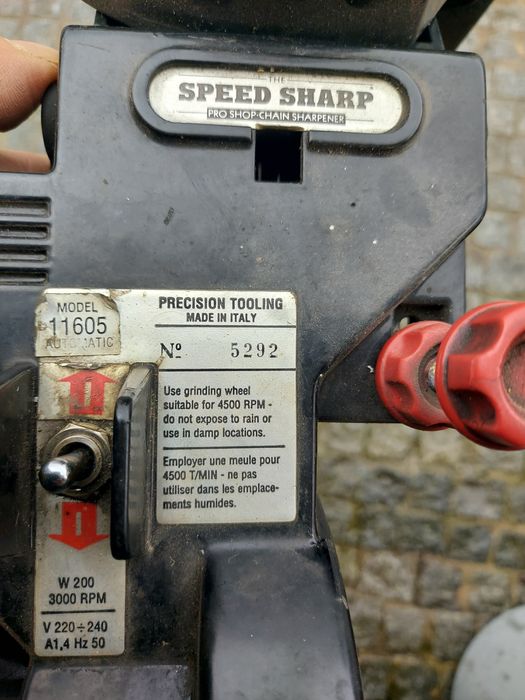 THE
SPEED SHARP
PRO SHOP·CHAIN SHARPENER
MODEL
11605
AUTOMATIC
PRECISION TOOLING
MADE IN ITALY
Nº 5292
Use grinding wheel
suitable for 4500 RPM -
do not expose to rain or
use in damp locations.
Employer une meule pour
4500 T/MIN - ne pas
utiliser dans les emplace-
ments humides.
W 200
3000 RPM
V 220÷240
A1,4 Hz 50